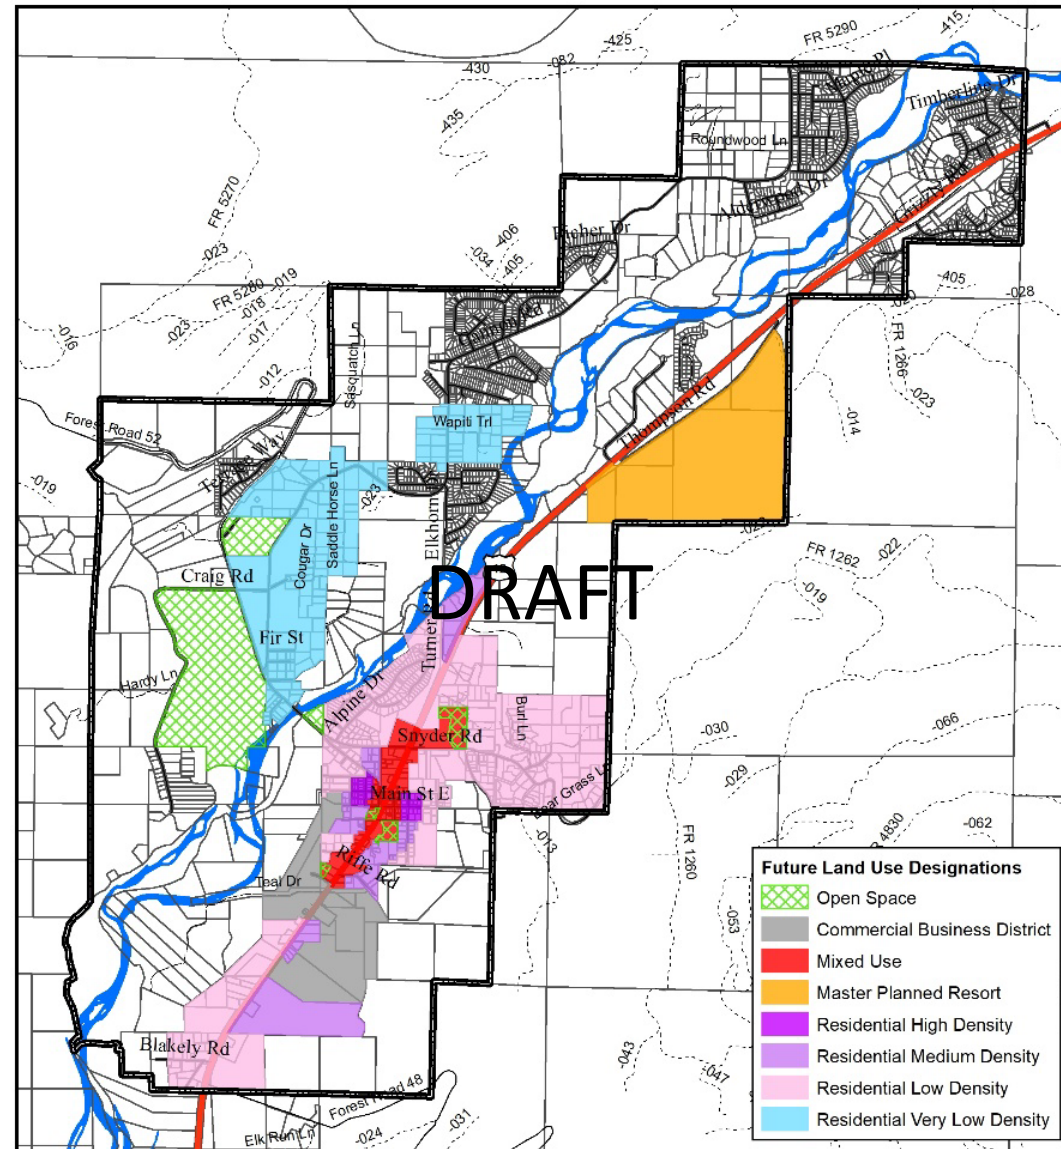 FR 5290
-415
-425
-082
-430
Timberline Dr
-435
Roundwood Ln
FR 5270
Alderwood Dr
-023
-406
-034
-405
FR 5280
-019
-018
-023
-017
-016
-405
-028
FR 1266
Sasquatch Ln
-012
-023
Forest Road 52
Wapiti Trl
Thompson Rd
-014
-019
Saddle Horse Ln
-023
Elkhorn
Cougar Dr
FR 1262
-022
Craig Rd
DRAFT
-019
Fir St
Turner Rd
Hardy Ln
Alpine Dr
Burl Ln
-066
Snyder Rd
-030
-029
Main St E
Bear Grass Ln
-013
FR 1260
FR 4830
-062
Riffe Rd
Teal Dr
-053
Blakely Rd
-043
-047
Forest Road 48
Elk Run Ln
-024
-031
Future Land Use Designations
Open Space
Commercial Business District
Mixed Use
Master Planned Resort
Residential High Density
Residential Medium Density
Residential Low Density
Residential Very Low Density